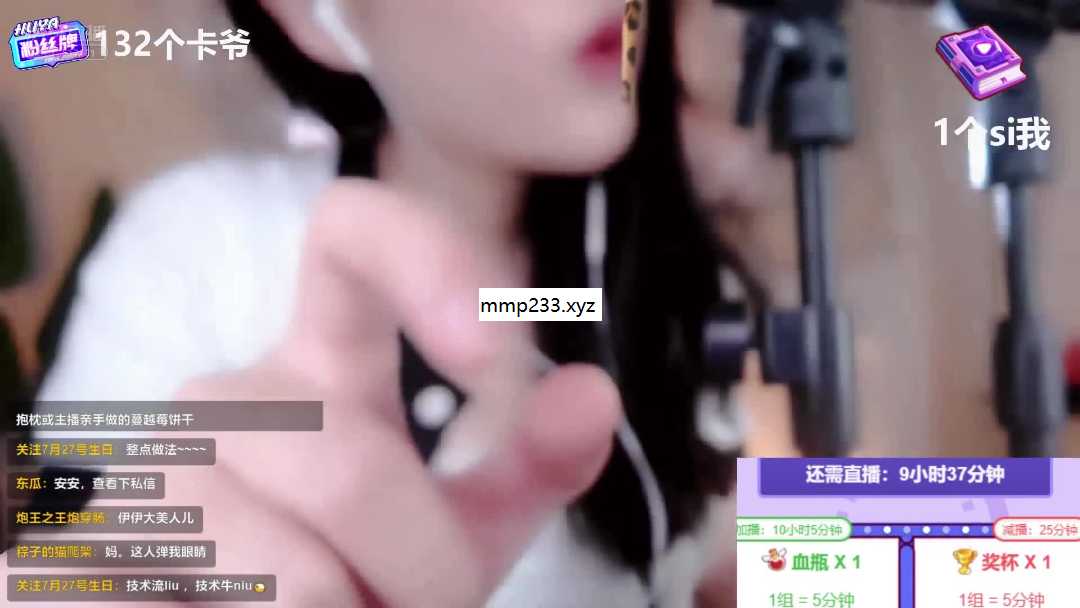 HUYA
粉丝牌
132个卡爷
1个si我
mmp233.xyz
抱枕或主播亲手做的蔓越莓饼干
关注7月27号生日：整点做法~~~~
东瓜：安安，查看下私信
炮王之王炮穿肠：伊伊大美人儿
粽子的猫爬架：妈，这人弹我眼睛
关注7月27号生日：技术流liu ，技术牛niu
还需直播：9小时37分钟
加播：10小时5分钟
减播：25分钟
血瓶 X 1
奖杯 X 1
1组 = 5分钟
1组 = 5分钟